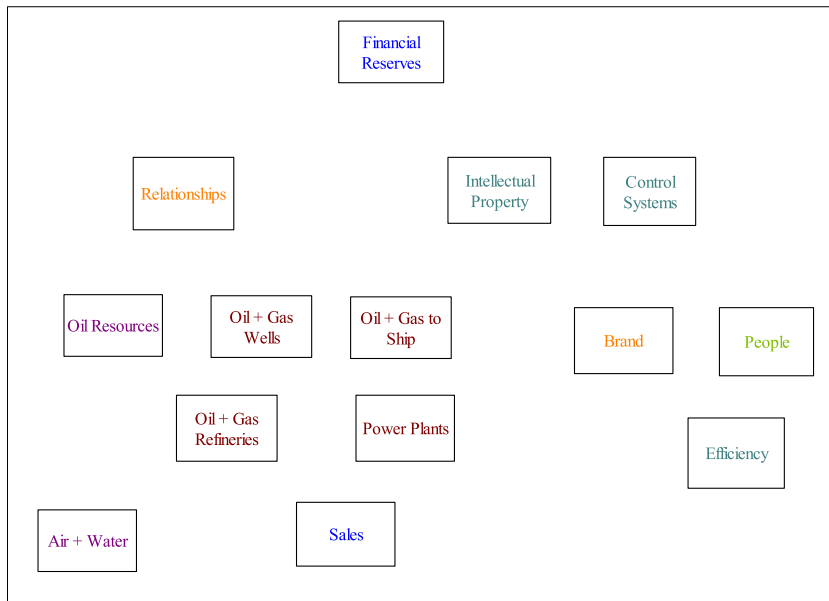 Financial
Reserves
Relationships
Intellectual
Property
Control
Systems
Oil Resources
Oil + Gas
Wells
Oil + Gas to
Ship
Brand
People
Oil + Gas
Refineries
Power Plants
Efficiency
Air + Water
Sales